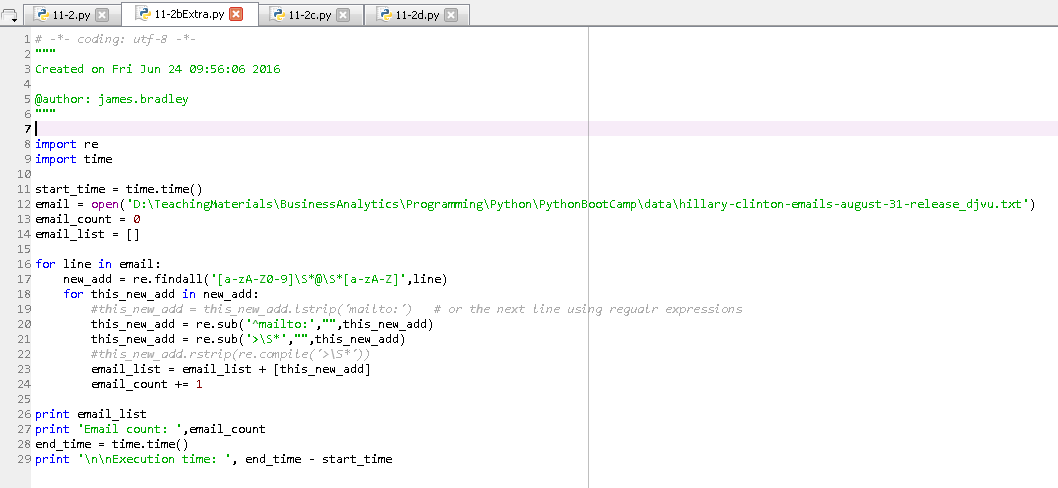 11-2.py 11-2bExtra.py 11-2c.py 11-2d.py
1 # -*- coding: utf-8 -*-
2 """
3 Created on Fri Jun 24 09:56:06 2016
4
5 @author: james.bradley
6 """
7
8 import re
9 import time
10
11 start_time = time.time()
12 email = open('D:\TeachingMaterials\BusinessAnalytics\Programming\Python\PythonBootCamp\data\hillary-clinton-emails-august-31-release_djvu.txt')
13 email_count = 0
14 email_list = []
15
16 for line in email:
17 new_add = re.findall('[a-zA-Z0-9]\S*@\S*[a-zA-Z]',line)
18 for this_new_add in new_add:
19 #this_new_add = this_new_add.lstrip('mailto:') # or the next line using regualr expressions
20 this_new_add = re.sub('^mailto:',"",this_new_add)
21 this_new_add = re.sub('>\S*',"",this_new_add)
22 #this_new_add.rstrip(re.compile('>\S*'))
23 email_list = email_list + [this_new_add]
24 email_count += 1
25
26 print email_list
27 print 'Email count: ',email_count
28 end_time = time.time()
29 print '\n\nExecution time: ', end_time - start_time